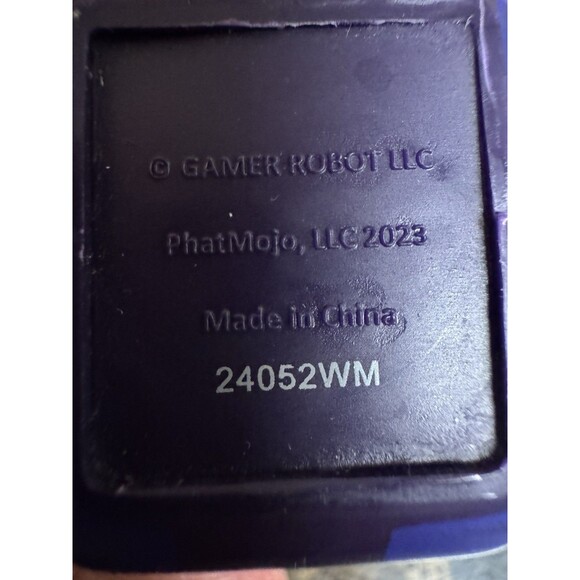 © GAMER ROBOT LLC
PhatMojo, LLC 2023
Made in China
24052WM